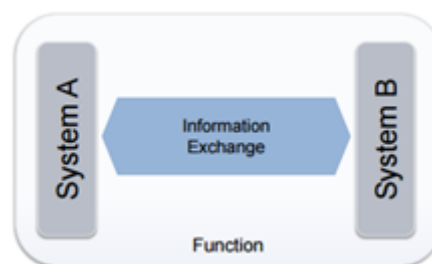 System A
Information
Exchange
System B
Function